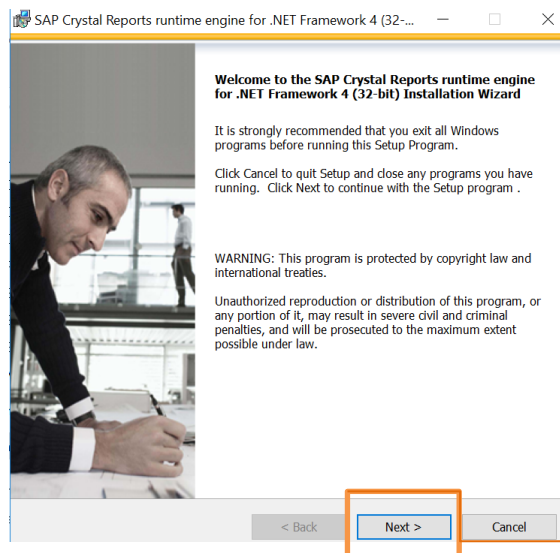 SAP Crystal Reports runtime engine for .NET Framework 4 (32-...
Welcome to the SAP Crystal Reports runtime engine
for .NET Framework 4 (32-bit) Installation Wizard
It is strongly recommended that you exit all Windows
programs before running this Setup Program.
Click Cancel to quit Setup and close any programs you have
running.  Click Next to continue with the Setup program .
WARNING: This program is protected by copyright law and
international treaties.
Unauthorized reproduction or distribution of this program, or
any portion of it, may result in severe civil and criminal
penalties, and will be prosecuted to the maximum extent
possible under law.
< Back Next > Cancel